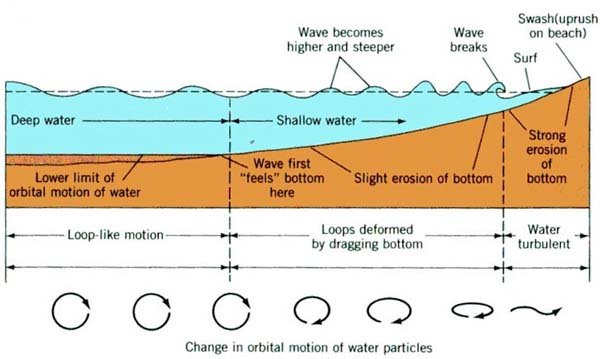 Swash(uprush
on beach)
Wave becomes
higher and steeper
Wave
breaks
Surf
Deep water
Shallow water
Strong
erosion
of
bottom
Lower limit of
orbital motion of water
Wave first
"feels" bottom
here
Slight erosion of bottom
Loop-like motion
Loops deformed
by dragging bottom
Water
turbulent
Change in orbital motion of water particles